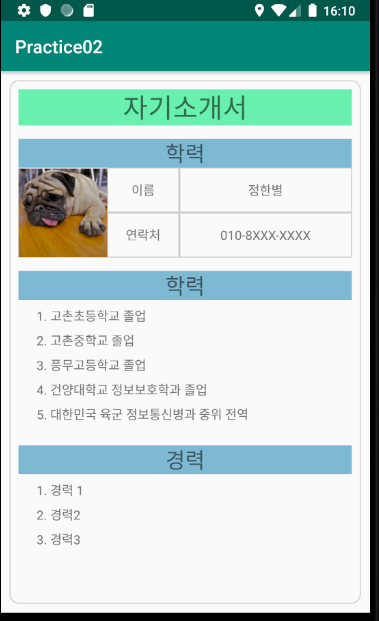 16:10
Practice02
자기소개서
학력
이름 정한별
연락처 010-8XXX-XXXX
학력
1. 고촌초등학교 졸업
2. 고촌중학교 졸업
3. 풍무고등학교 졸업
4. 건양대학교 정보보호학과 졸업
5. 대한민국 육군 정보통신병과 중위 전역
경력
1. 경력 1
2. 경력2
3. 경력3